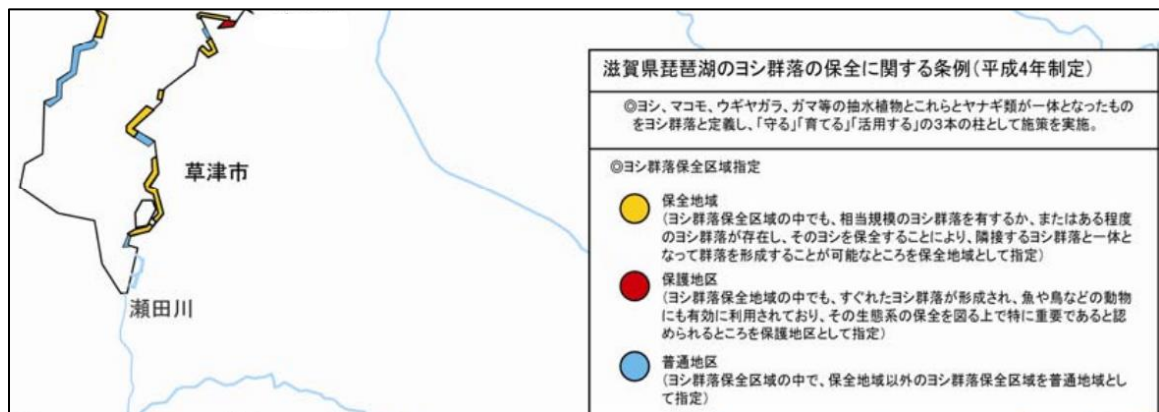 草津市
瀬田川
滋賀県琵琶湖のヨシ群落の保全に関する条例(平成4年制定)
◎ヨシ、マコモ、ウギヤガラ、ガマ等の抽水植物とこれらとヤナギ類が一体となったもの
をヨシ群落と定義し、「守る」「育てる」「活用する」の3本の柱として施策を実施。
◎ヨシ群落保全区域指定
保全地域
(ヨシ群落保全区域の中でも、相当規模のヨシ群落を有するか、またはある程度
のヨシ群落が存在し、そのヨシを保全することにより、隣接するヨシ群落と一体と
なって群落を形成することが可能なところを保全地域として指定)
保護地区
(ヨシ群落保全地域の中でも、すぐれたヨシ群落が形成され、魚や鳥などの動物
にも有効に利用されており、その生態系の保全を図る上で特に重要であると認
められるところを保護地区として指定)
普通地区
(ヨシ群落保全区域の中で、保全地域以外のヨシ群落保全区域を普通地域とし
て指定)